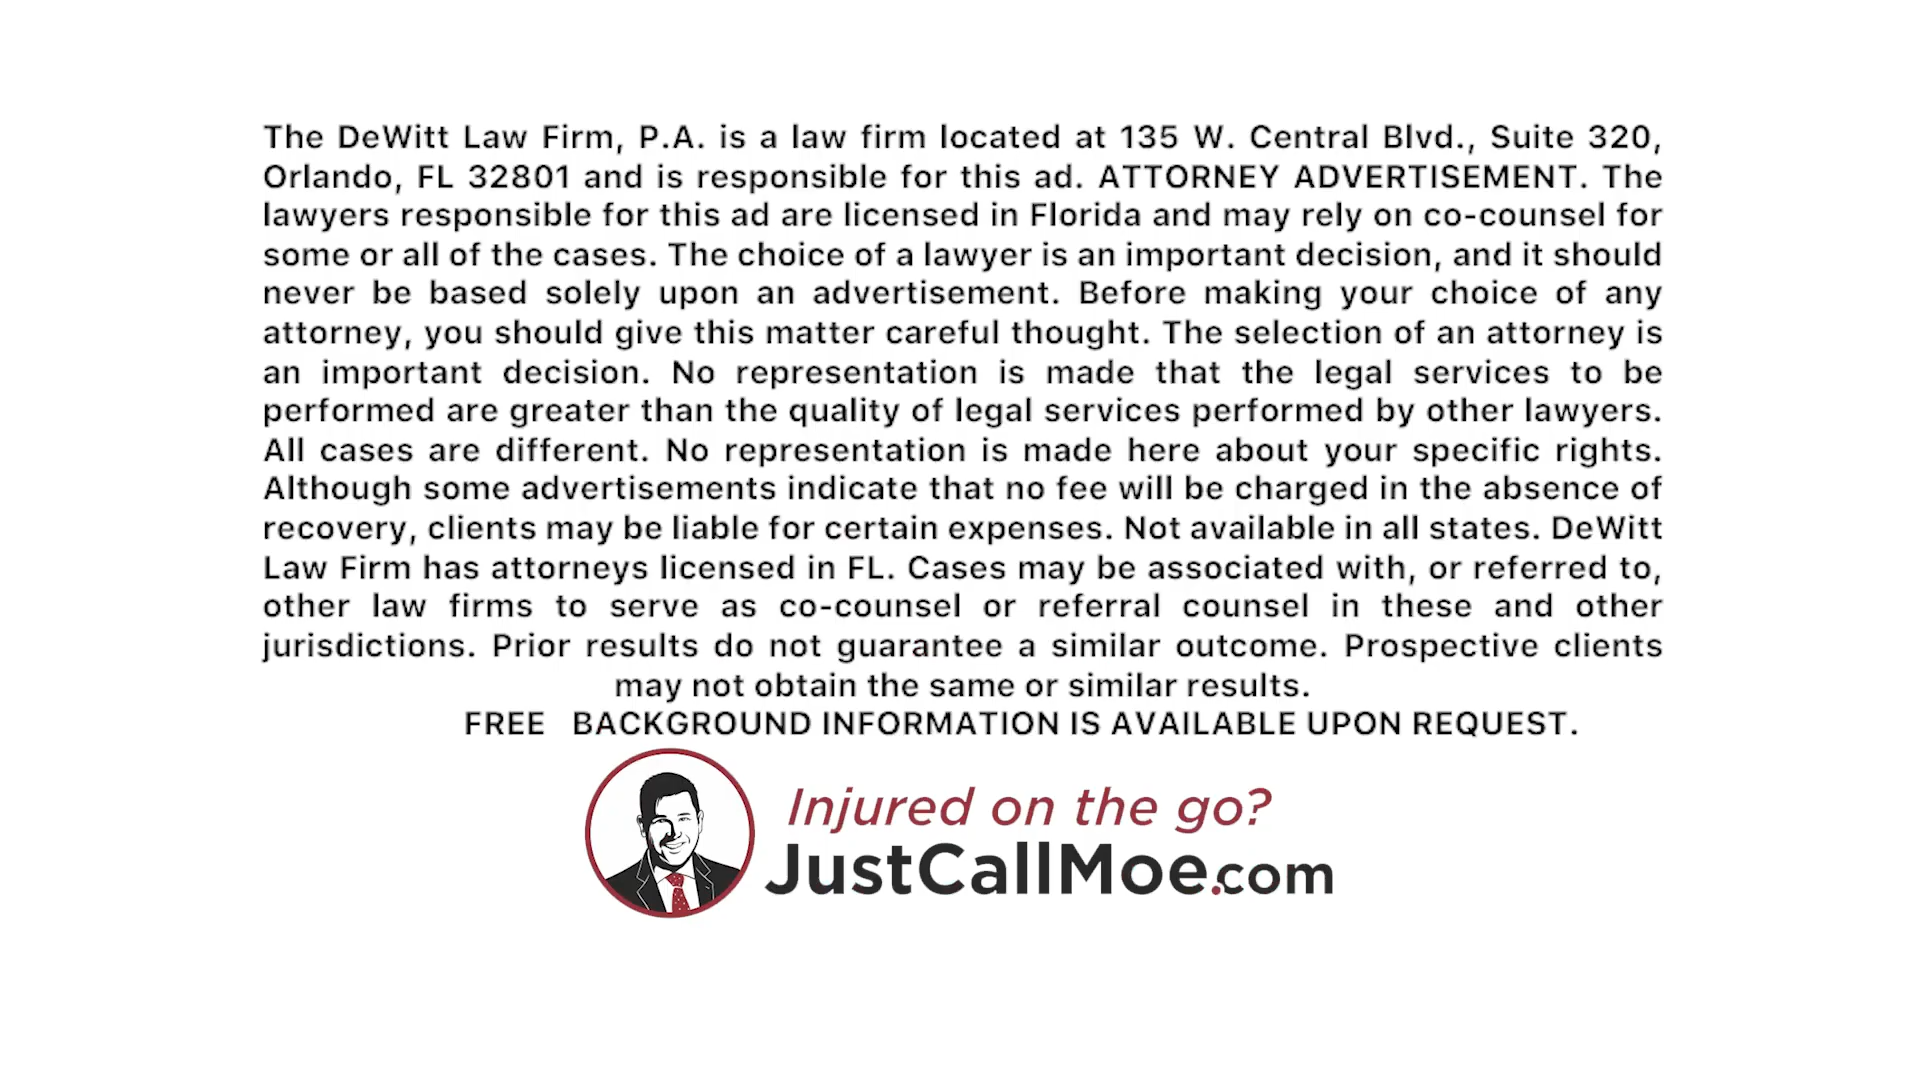 The DeWitt Law Firm, P.A. is a law firm located at 135 W. Central Blvd., Suite 320,
Orlando, FL 32801 and is responsible for this ad. ATTORNEY ADVERTISEMENT. The
lawyers responsible for this ad are licensed in Florida and may rely on co-counsel for
some or all of the cases. The choice of a lawyer is an important decision, and it should
never be based solely upon an advertisement. Before making your choice of any
attorney, you should give this matter careful thought. The selection of an attorney is
an important decision. No representation is made that the legal services to be
performed are greater than the quality of legal services performed by other lawyers.
All cases are different. No representation is made here about your specific rights.
Although some advertisements indicate that no fee will be charged in the absence of
recovery, clients may be liable for certain expenses. Not available in all states. DeWitt
Law Firm has attorneys licensed in FL. Cases may be associated with, or referred to,
other law firms to serve as co-counsel or referral counsel in these and other
jurisdictions. Prior results do not guarantee a similar outcome. Prospective clients
may not obtain the same or similar results.
FREE BACKGROUND INFORMATION IS AVAILABLE UPON REQUEST.
Injured on the go?
JustCallMoe.com